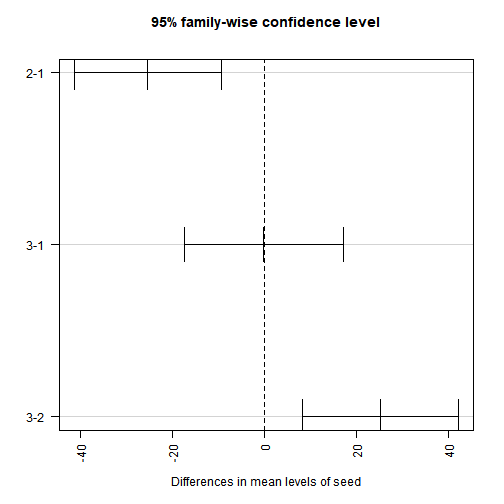 95% family-wise confidence level
2-1
3-1
3-2
-40 -20 0 20 40
Differences in mean levels of seed